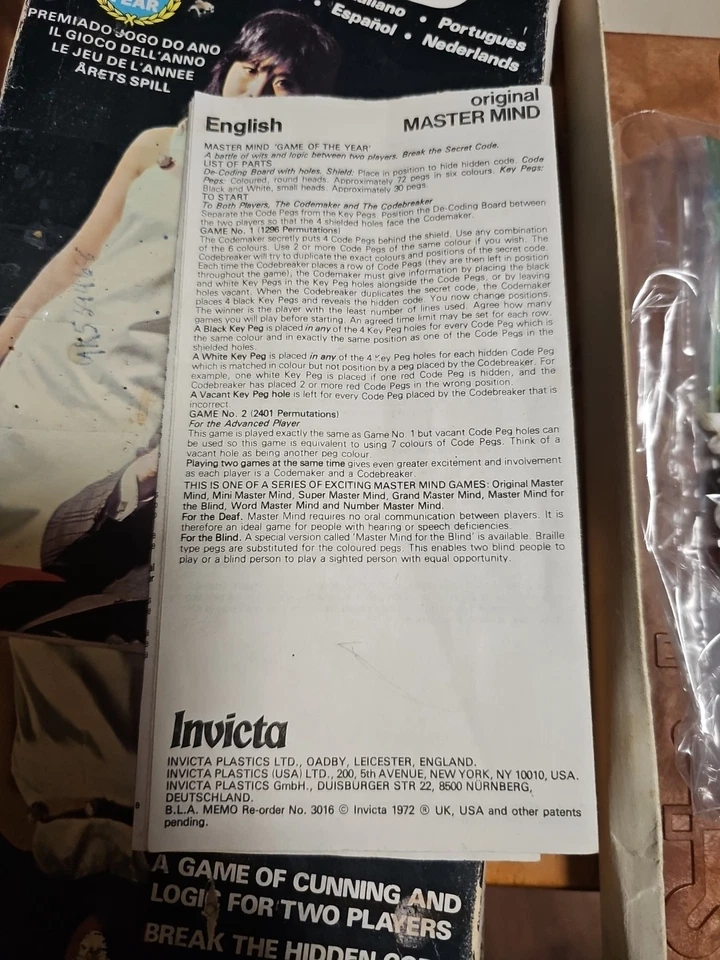 YEAR
PREMIADO JOGO DO ANO
IL GIOCO DELL'ANNO
LE JEU DE L'ANNEE
ÅRETS SPILL
• Portugues
• Español • Nederlands
English
original
MASTER MIND
MASTER MIND 'GAME OF THE YEAR'
A battle of wits and logic between two players. Break the Secret Code.
LIST OF PARTS
De-Coding Board with holes. Shield: Place in position to hide hidden code. Code
Pegs: Coloured, round heads. Approximately 72 pegs in six colours. Key Pegs:
Black and White, small heads. Approximately 30 pegs.
TO START
To Both Players, The Codemaker and The Codebreaker
Separate the Code Pegs from the Key Pegs. Position the De-Coding Board between
the two players so that the 4 shielded holes face the Codemaker.
GAME No. 1 (1296 Permutations)
The Codemaker secretly puts 4 Code Pegs behind the shield. Use any combination
of the 6 colours. Use 2 or more Code Pegs of the same colour if you wish. The
Codebreaker will try to duplicate the exact colours and positions of the secret code.
Each time the Codebreaker places a row of Code Pegs (they are then left in position
throughout the game), the Codemaker must give information by placing the black
and white Key Pegs in the Key Peg holes alongside the Code Pegs, or by leaving
holes vacant. When the Codebreaker duplicates the secret code, the Codemaker
places 4 black Key Pegs and reveals the hidden code. You now change positions.
The winner is the player with the least number of lines used. Agree how many
games you will play before starting. An agreed time limit may be set for each row.
A Black Key Peg is placed in any of the 4 Key Peg holes for every Code Peg which is
the same colour and in exactly the same position as one of the Code Pegs in the
shielded holes.
A White Key Peg is placed in any of the 4 Key Peg holes for each hidden Code Peg
which is matched in colour but not position by a peg placed by the Codebreaker. For
example, one white Key Peg is placed if one red Code Peg is hidden, and the
Codebreaker has placed 2 or more red Code Pegs in the wrong position.
A Vacant Key Peg hole is left for every Code Peg placed by the Codebreaker that is
incorrect.
GAME No. 2 (2401 Permutations)
For the Advanced Player
This game is played exactly the same as Game No. 1 but vacant Code Peg holes can
be used so this game is equivalent to using 7 colours of Code Pegs. Think of a
vacant hole as being another peg colour.
Playing two games at the same time gives even greater excitement and involvement
as each player is a Codemaker and a Codebreaker.
THIS IS ONE OF A SERIES OF EXCITING MASTER MIND GAMES: Original Master
Mind, Mini Master Mind, Super Master Mind, Grand Master Mind, Master Mind for
the Blind, Word Master Mind and Number Master Mind.
For the Deaf. Master Mind requires no oral communication between players. It is
therefore an ideal game for people with hearing or speech deficiencies.
For the Blind. A special version called 'Master Mind for the Blind' is available. Braille
type pegs are substituted for the coloured pegs. This enables two blind people to
play or a blind person to play a sighted person with equal opportunity.
Invicta
INVICTA PLASTICS LTD., OADBY, LEICESTER, ENGLAND.
INVICTA PLASTICS (USA) LTD., 200, 5th AVENUE, NEW YORK, NY 10010, USA.
INVICTA PLASTICS GmbH., DUISBURGER STR 22, 8500 NÜRNBERG,
DEUTSCHLAND.
B.L.A. MEMO Re-order No. 3016 © Invicta 1972 ® UK, USA and other patents
pending.
A GAME OF CUNNING AND
LOGIC FOR TWO PLAYERS
BREAK THE HIDDEN